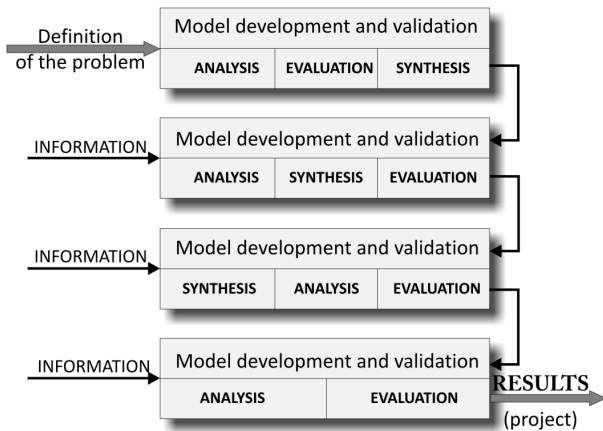 Definition
of the problem
Model development and validation
ANALYSIS EVALUATION SYNTHESIS
INFORMATION
Model development and validation
ANALYSIS SYNTHESIS EVALUATION
INFORMATION
Model development and validation
SYNTHESIS ANALYSIS EVALUATION
INFORMATION
Model development and validation
ANALYSIS EVALUATION
RESULTS
(project)